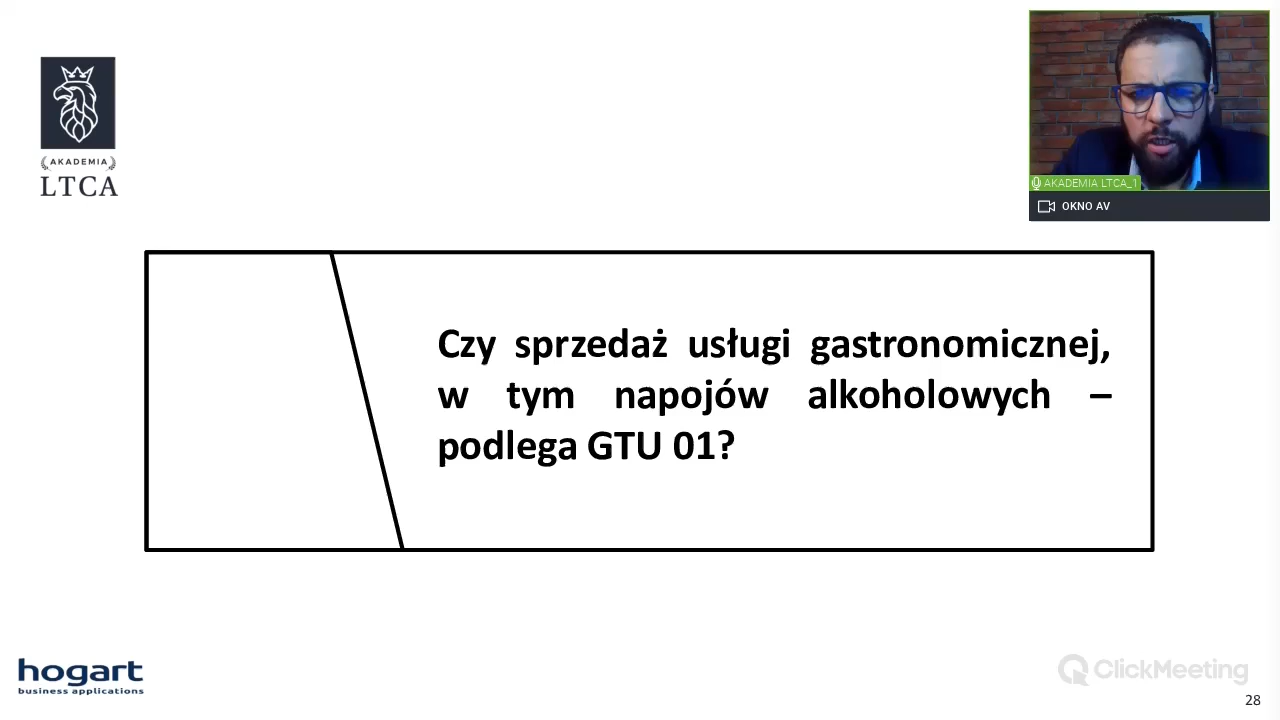 AKADEMIA
LTCA
AKADEMIA LTCA_1
OKNO AV
Czy sprzedaż usługi gastronomicznej,
w tym napojów alkoholowych –
podlega GTU 01?
hogart
business applications
ClickMeeting
28